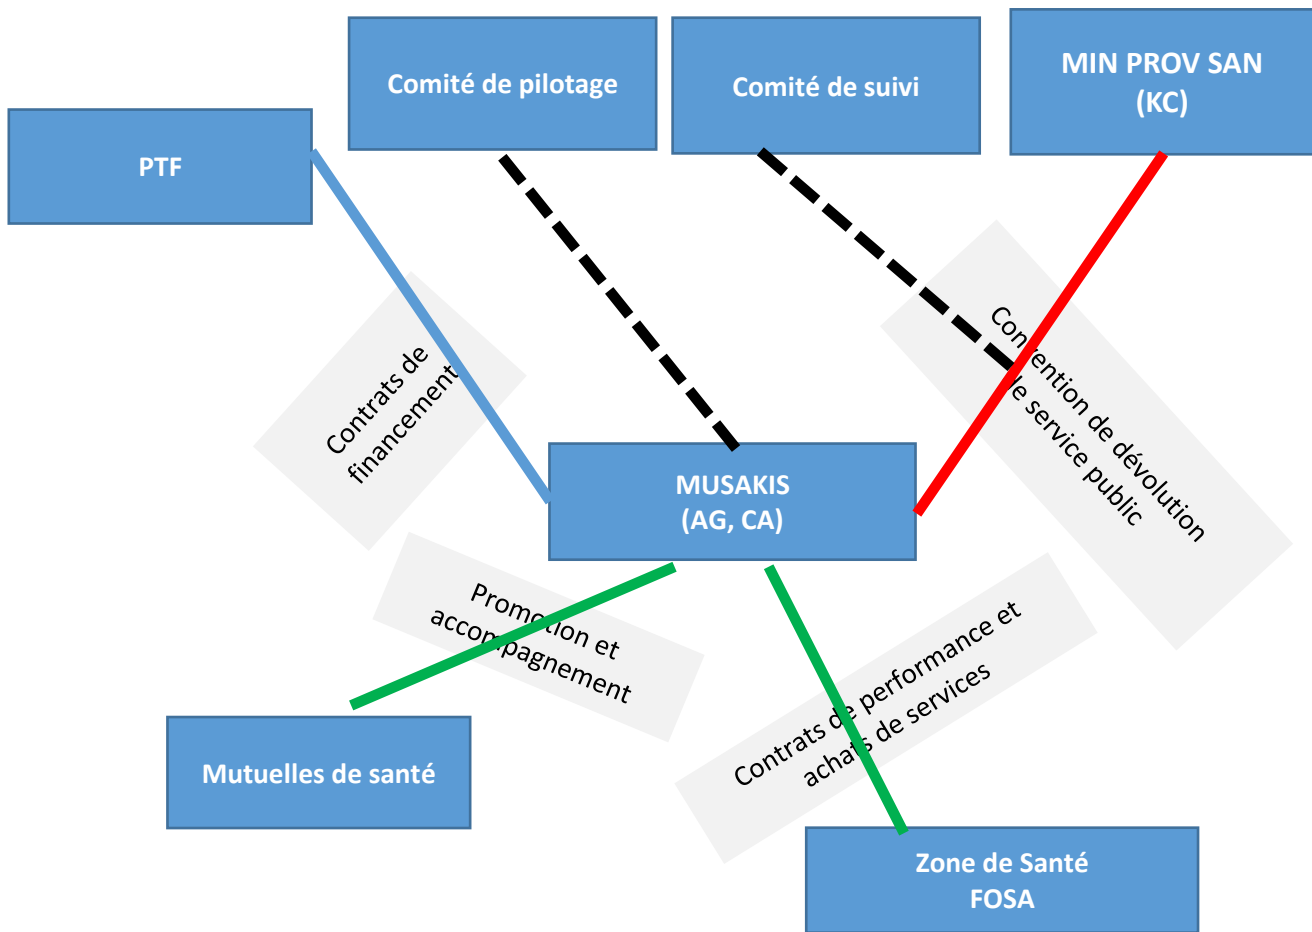 Comité de pilotage
Comité de suivi
MIN PROV SAN
(KC)
PTF
Contrats de
financement
Convention de dévolution
de service public
MUSAKIS
(AG, CA)
Promotion et
accompagnement
Contrats de performance et
achats de services
Mutuelles de santé
Zone de Santé
FOSA